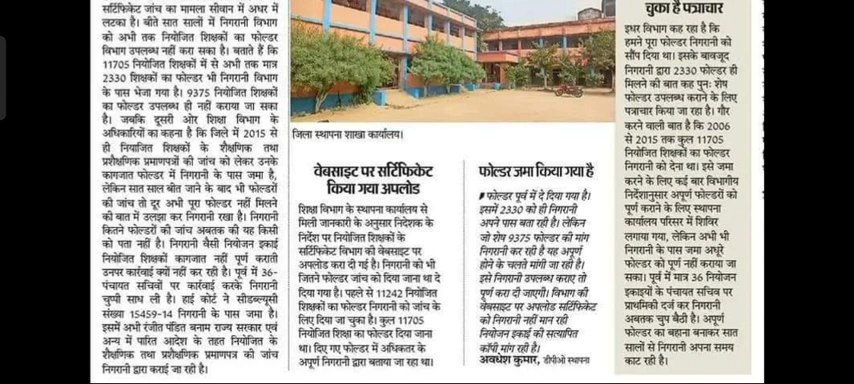 सर्टिफिकेट जांच का मामला सीवान में अधर में
लटका है। बीते सात सालों में निगरानी विभाग
को अभी तक नियोजित शिक्षकों का फोल्डर
विभाग उपलब्ध नहीं करा सका है। बताते हैं कि
11705 नियोजित शिक्षकों में से अभी तक मात्र
2330 शिक्षकों का फोल्डर भी निगरानी विभाग
के पास भेजा गया है। 9375 नियोजित शिक्षकों
का फोल्डर उपलब्ध ही नहीं कराया जा सका
है। जबकि दूसरी ओर शिक्षा विभाग के
अधिकारियों का कहना है कि जिले में 2015 से
ही नियाजित शिक्षकों के शैक्षणिक तथा
प्रशैक्षणिक प्रमाणपत्रों की जांच को लेकर उनके
कागजात फोल्डर में निगरानी के पास जमा है,
लेकिन सात साल बीत जाने के बाद भी फोल्डरों
की जांच तो दूर अभी पूरा फोल्डर नहीं मिलने
की बात में उलझा कर निगरानी रखा है। निगरानी
कितने फोल्डरों की जांच अबतक की यह किसी
को पता नहीं है। निगरानी वैसी नियोजन इकाई
नियोजित शिक्षकों कागजात नहीं पूर्ण कराती
उनपर कार्रवाई क्यों नहीं कर रही है। पूर्व में 36-
पंचायत सचिवों पर कार्रवाई करके निगरानी
चुप्पी साध ली है। हाई कोर्ट ने सीडब्ल्यूसी
संख्या 15459-14 निगरानी के पास जमा है।
इसमें अभी रंजीत पंडित बनाम राज्य सरकार एवं
अन्य में पारित आदेश के तहत नियोजित के
शैक्षणिक तथा प्रशैक्षणिक प्रमाणपत्र की जांच
निगरानी द्वारा कराई जा रही है।
जिला स्थापना शाखा कार्यालय।
वेबसाइट पर सर्टिफिकेट
किया गया अपलोड
शिक्षा विभाग के स्थापना कार्यालय से
मिली जानकारी के अनुसार निदेशक के
निर्देश पर नियोजित शिक्षकों के
सर्टिफिकेट विभाग की वेबसाइट पर
अपलोड करा दी गई है। निगरानी को भी
जितने फोल्डर जांच को दिया जाना था दे
दिया गया है। पहले से 11242 नियोजित
शिक्षकों का फोल्डर निगरानी को जांच के
लिए दिया जा चुका है। कुल 11705
नियोजित शिक्षा का फोल्डर दिया जाना
था। दिए गए फोल्डर में अधिकतर के
अपूर्ण निगरानी द्वारा बताया जा रहा था।
फोल्डर जमा किया गया है
फोल्डर पूर्व में दे दिया गया है।
इसमें 2330 को ही निगरानी
अपने पास बता रही है। लेकिन
जो शेष 9375 फोल्डर की मांग
निगरानी कर रही है यह अपूर्ण
होने के चलते मांगी जा रही है।
इसे निगरानी उपलब्ध कराए तो
पूर्ण करा दी जाएगी। विभाग की
वेबसाइट पर अपलोड सर्टिफिकेट
को निगरानी नहीं मान रही
नियोजन इकाई की सत्यापित
कॉपी मांग रही है।
अवधेश कुमार, डीपीओ स्थापना
चुका है पत्राचार
इधर विभाग कह रहा है कि
हमने पूरा फोल्डर निगरानी को
सौंप दिया था। इसके बावजूद
निगरानी द्वारा 2330 फोल्डर ही
मिलने की बात कह पुनः शेष
फोल्डर उपलब्ध कराने के लिए
पत्राचार किया जा रहा है। गौर
करने वाली बात है कि 2006
से 2015 तक कुल 11705
नियोजित शिक्षकों का फोल्डर
निगरानी को देना था। इसे जमा
करने के लिए कई बार विभागीय
निर्देशानुसार अपूर्ण फोल्डरों को
पूर्ण कराने के लिए स्थापना
कार्यालय परिसर में शिविर
लगाया गया, लेकिन अभी भी
निगरानी के पास जमा अधूरे
फोल्डर को पूर्ण नहीं कराया जा
सका। पूर्व में मात्र 36 नियोजन
इकाइयों के पंचायत सचिव पर
प्राथमिकी दर्ज कर निगरानी
अबतक चुप बैठी है। अपूर्ण
फोल्डर का बहाना बनाकर सात
सालों से निगरानी अपना समय
काट रही है।